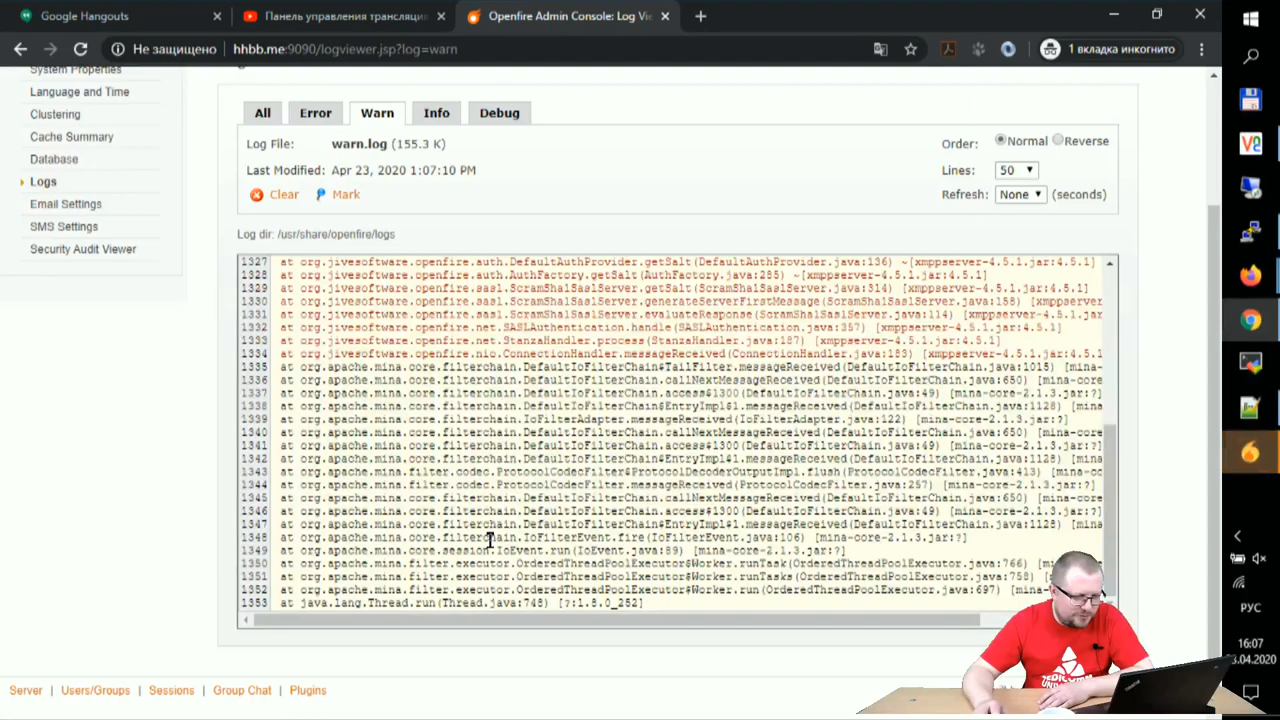 Google Hangouts
Панель управления трансляцие
Openfire Admin Console: Log Vie
Не защищено
hhbb.me:9090/logviewer.jsp?log=warn
1 вкладка инкогнито
System Properties
Language and Time
Clustering
Cache Summary
Database
Logs
Email Settings
SMS Settings
Security Audit Viewer
All
Error
Warn
Info
Debug
Log File: warn.log (155.3 K)
Order: Normal Reverse
Last Modified: Apr 23, 2020 1:07:10 PM
Lines: 50
Clear Mark
Refresh: None (seconds)
Log dir: /usr/share/openfire/logs
1327 at org.jivesoftware.openfire.auth.DefaultAuthProvider.getSalt(DefaultAuthProvider.java:136) ~[xmppserver-4.5.1.jar:4.5.1]
1328 at org.jivesoftware.openfire.auth.AuthFactory.getSalt(AuthFactory.java:285) ~[xmppserver-4.5.1.jar:4.5.1]
1329 at org.jivesoftware.openfire.sasl.ScramSha1SaslServer.getSalt(ScramSha1SaslServer.java:314) [xmppserver-4.5.1.jar:4.5.1]
1330 at org.jivesoftware.openfire.sasl.ScramSha1SaslServer.generateServerFirstMessage(ScramSha1SaslServer.java:158) [xmppserver
1331 at org.jivesoftware.openfire.sasl.ScramSha1SaslServer.evaluateResponse(ScramSha1SaslServer.java:114) [xmppserver-4.5.1.jar
1332 at org.jivesoftware.openfire.net.SASLAuthentication.handle(SASLAuthentication.java:357) [xmppserver-4.5.1.jar:4.5.1]
1333 at org.jivesoftware.openfire.net.StanzaHandler.process(StanzaHandler.java:187) [xmppserver-4.5.1.jar:4.5.1]
1334 at org.jivesoftware.openfire.nio.ConnectionHandler.messageReceived(ConnectionHandler.java:183) [xmppserver-4.5.1.jar:4.5.1
1335 at org.apache.mina.core.filterchain.DefaultIoFilterChain$TailFilter.messageReceived(DefaultIoFilterChain.java:1015) [mina-
1336 at org.apache.mina.core.filterchain.DefaultIoFilterChain.callNextMessageReceived(DefaultIoFilterChain.java:650) [mina-core
1337 at org.apache.mina.core.filterchain.DefaultIoFilterChain.access$1300(DefaultIoFilterChain.java:49) [mina-core-2.1.3.jar:?]
1338 at org.apache.mina.core.filterchain.DefaultIoFilterChain$EntryImpl$1.messageReceived(DefaultIoFilterChain.java:1128) [mina
1339 at org.apache.mina.core.filterchain.IoFilterAdapter.messageReceived(IoFilterAdapter.java:122) [mina-core-2.1.3.jar:?]
1340 at org.apache.mina.core.filterchain.DefaultIoFilterChain.callNextMessageReceived(DefaultIoFilterChain.java:650) [mina-core
1341 at org.apache.mina.core.filterchain.DefaultIoFilterChain.access$1300(DefaultIoFilterChain.java:49) [mina-core-2.1.3.jar:?]
1342 at org.apache.mina.core.filterchain.DefaultIoFilterChain$EntryImpl$1.messageReceived(DefaultIoFilterChain.java:1128) [mina
1343 at org.apache.mina.filter.codec.ProtocolCodecFilter$ProtocolDecoderOutputImpl.flush(ProtocolCodecFilter.java:413) [mina-co
1344 at org.apache.mina.filter.codec.ProtocolCodecFilter.messageReceived(ProtocolCodecFilter.java:257) [mina-core-2.1.3.jar:?]
1345 at org.apache.mina.core.filterchain.DefaultIoFilterChain.callNextMessageReceived(DefaultIoFilterChain.java:650) [mina-core
1346 at org.apache.mina.core.filterchain.DefaultIoFilterChain.access$1300(DefaultIoFilterChain.java:49) [mina-core-2.1.3.jar:?]
1347 at org.apache.mina.core.filterchain.DefaultIoFilterChain$EntryImpl$1.messageReceived(DefaultIoFilterChain.java:1128) [mina
1348 at org.apache.mina.core.filterchain.IoFilterEvent.fire(IoFilterEvent.java:106) [mina-core-2.1.3.jar:?]
1349 at org.apache.mina.core.session.IoEvent.run(IoEvent.java:89) [mina-core-2.1.3.jar:?]
1350 at org.apache.mina.filter.executor.OrderedThreadPoolExecutor$Worker.runTask(OrderedThreadPoolExecutor.java:766) [mina-core
1351 at org.apache.mina.filter.executor.OrderedThreadPoolExecutor$Worker.runTasks(OrderedThreadPoolExecutor.java:758)
1352 at org.apache.mina.filter.executor.OrderedThreadPoolExecutor$Worker.run(OrderedThreadPoolExecutor.java:697) [mina
1353 at java.lang.Thread.run(Thread.java:748) [?:1.8.0_252]
Server | Users/Groups | Sessions | Group Chat | Plugins
РУС
16:07
3.04.2020